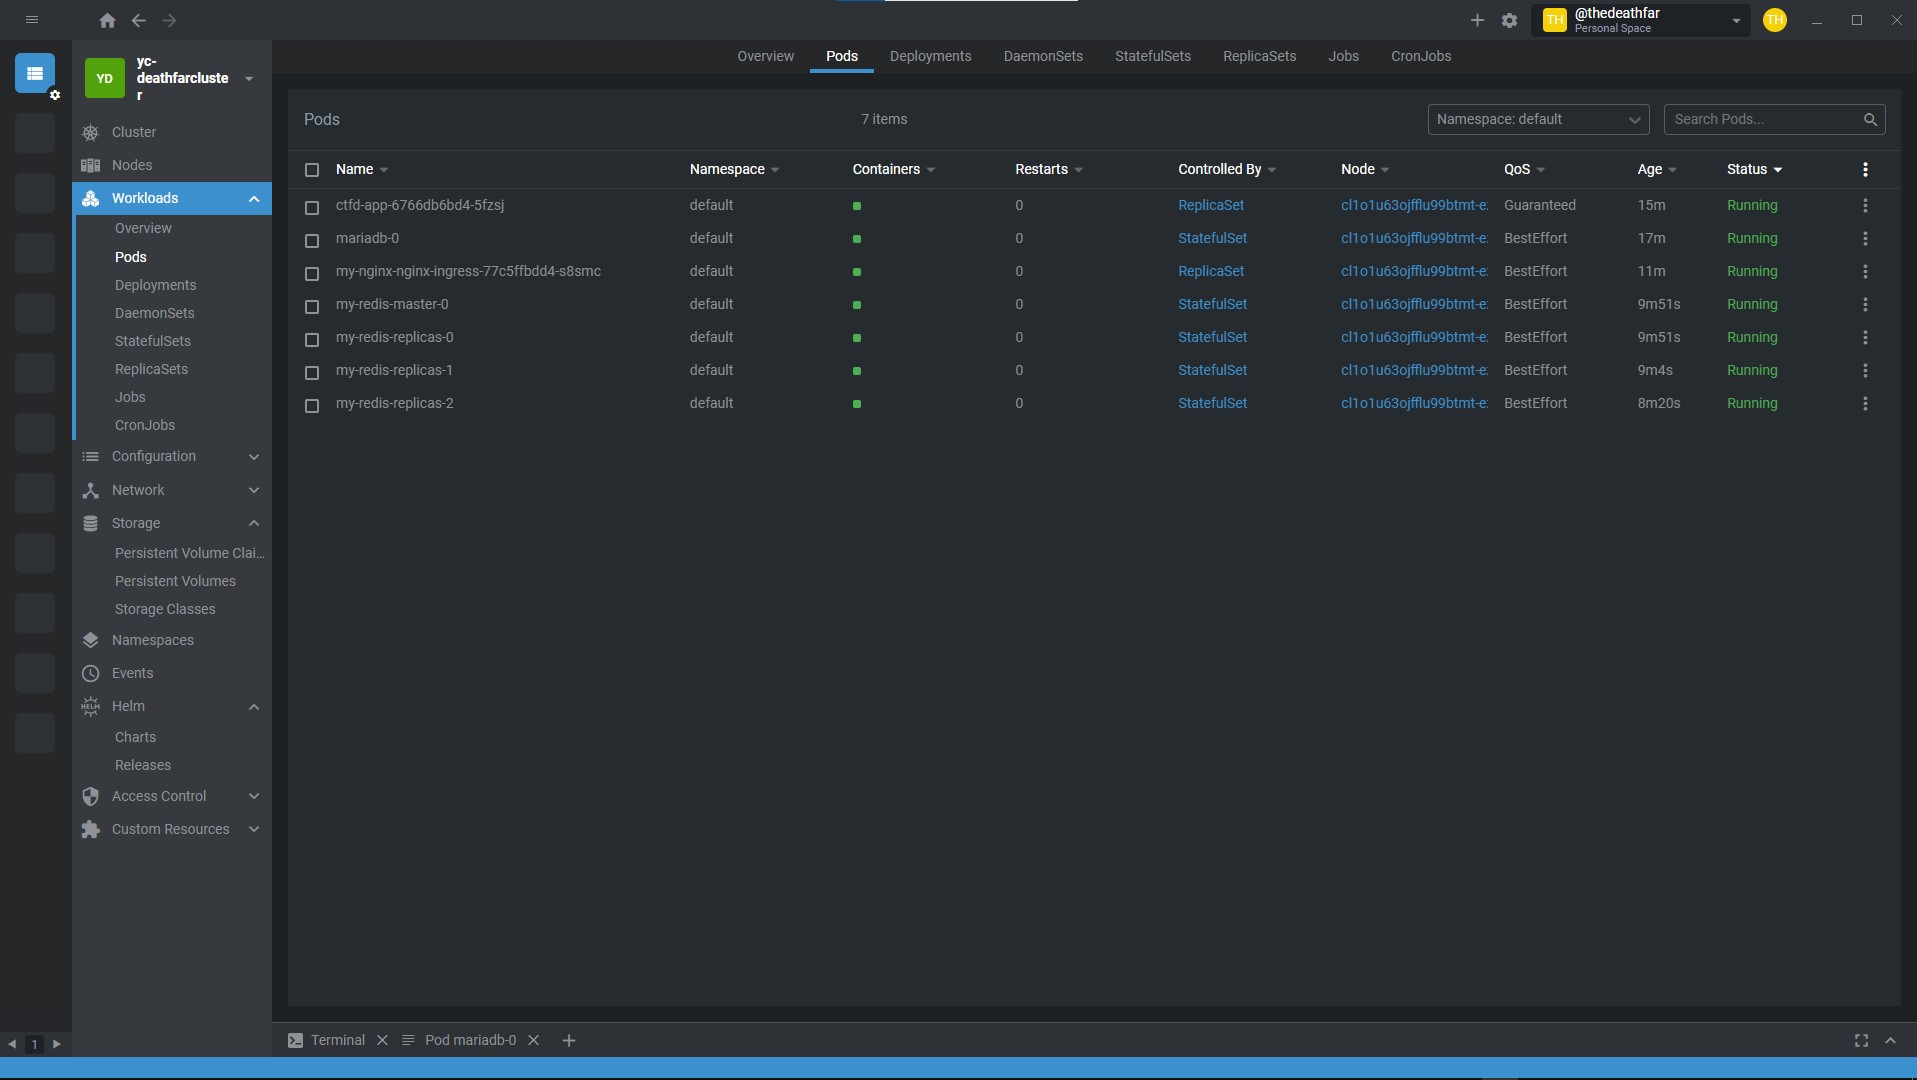 TH @thedeathfar TH
Personal Space
YD yc-
deathfarcluste
r
Overview Pods Deployments DaemonSets StatefulSets ReplicaSets Jobs CronJobs
Cluster
Nodes
Workloads
Overview
Pods
Deployments
DaemonSets
StatefulSets
ReplicaSets
Jobs
CronJobs
Configuration
Network
Storage
Persistent Volume Clai...
Persistent Volumes
Storage Classes
Namespaces
Events
HELM Helm
Charts
Releases
Access Control
Custom Resources
1
Pods 7 items Namespace: default Search Pods...
Name Namespace Containers Restarts Controlled By Node QoS Age Status
ctfd-app-6766db6bd4-5fzsj default 0 ReplicaSet cl1o1u63ojfflu99btmt-e Guaranteed 15m Running
mariadb-0 default 0 StatefulSet cl1o1u63ojfflu99btmt-e BestEffort 17m Running
my-nginx-nginx-ingress-77c5ffbdd4-s8smc default 0 ReplicaSet cl1o1u63ojfflu99btmt-e BestEffort 11m Running
my-redis-master-0 default 0 StatefulSet cl1o1u63ojfflu99btmt-e BestEffort 9m51s Running
my-redis-replicas-0 default 0 StatefulSet cl1o1u63ojfflu99btmt-e BestEffort 9m51s Running
my-redis-replicas-1 default 0 StatefulSet cl1o1u63ojfflu99btmt-e BestEffort 9m4s Running
my-redis-replicas-2 default 0 StatefulSet cl1o1u63ojfflu99btmt-e BestEffort 8m20s Running
Terminal Pod mariadb-0